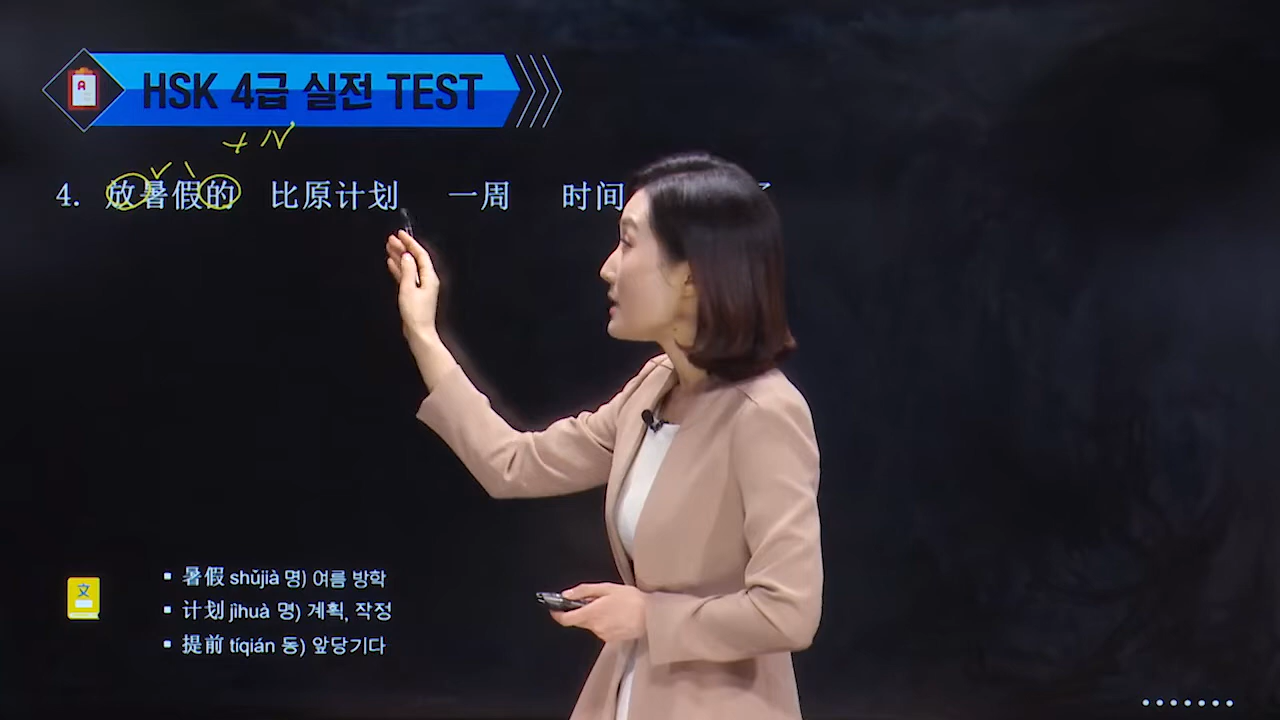 HSK 4급 실전 TEST
+ N
4. 放暑假的 比原计划 一周 时间 了
文
▪ 暑假 shǔjià 명) 여름 방학
▪ 计划 jìhuà 명) 계획, 작정
▪ 提前 tíqián 동) 앞당기다